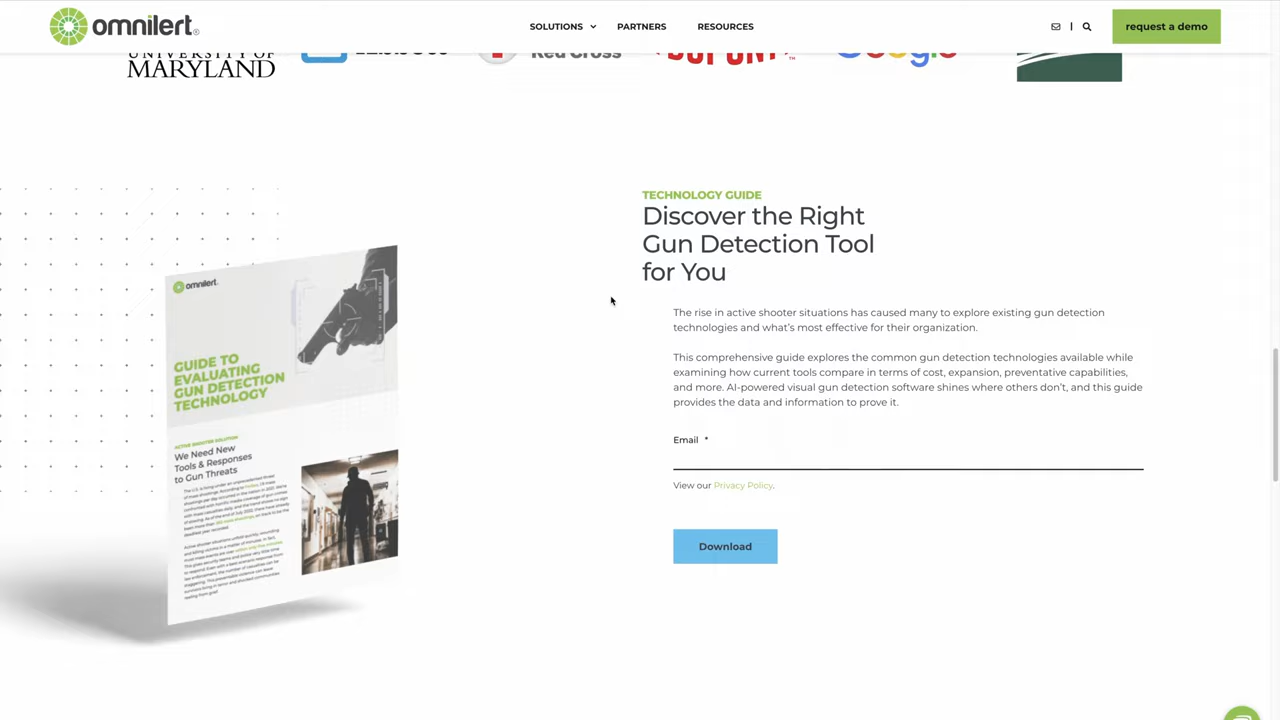 omnilert®
SOLUTIONS
PARTNERS
RESOURCES
request a demo
UNIVERSITY OF
MARYLAND
Red Cross
DUPONT™
Google
TECHNOLOGY GUIDE
Discover the Right
Gun Detection Tool
for You
The rise in active shooter situations has caused many to explore existing gun detection
technologies and what's most effective for their organization.
This comprehensive guide explores the common gun detection technologies available while
examining how current tools compare in terms of cost, expansion, preventative capabilities,
and more. AI-powered visual gun detection software shines where others don't, and this guide
provides the data and information to prove it.
Email *
View our Privacy Policy.
Download
omnilert
GUIDE TO
EVALUATING
GUN DETECTION
TECHNOLOGY
ACTIVE SHOOTER SOLUTION
We Need New
Tools & Responses
to Gun Threats